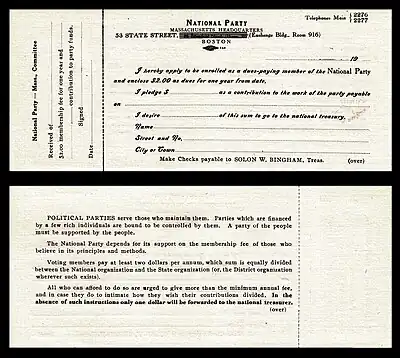 National Party — Mass. Committee
Received of
$1.00 membership fee for one year and
contribution to party funds.
Signed
Date
NATIONAL PARTY
MASSACHUSETTS HEADQUARTERS
53 STATE STREET, (Exchange Bldg., Room 916)
BOSTON
Telephones Main { 2276
2277
19
I hereby apply to be enrolled as a dues-paying member of the National Party
and enclose $2.00 as dues for one year from date.
I pledge $ as a contribution to the work of the party payable
on
I desire of this sum to go to the national treasury.
Name
Street and No.
City or Town
Make Checks payable to SOLON W. BINGHAM, Treas. (over)
POLITICAL PARTIES serve those who maintain them. Parties which are financed
by a few rich individuals are bound to be controlled by them. A party of the people
must be supported by the people.
The National Party depends for its support on the membership fee of those who
believe in its principles and methods.
Voting members pay at least two dollars per annum, which sum is equally divided
between the National organization and the State organization (or, the District organization
wherever such exists).
All who can afford to do so are urged to give more than the minimum annual fee,
and in case they do to intimate how they wish their contributions divided. In the
absence of such instructions only one dollar will be forwarded to the national treasurer.
(over)